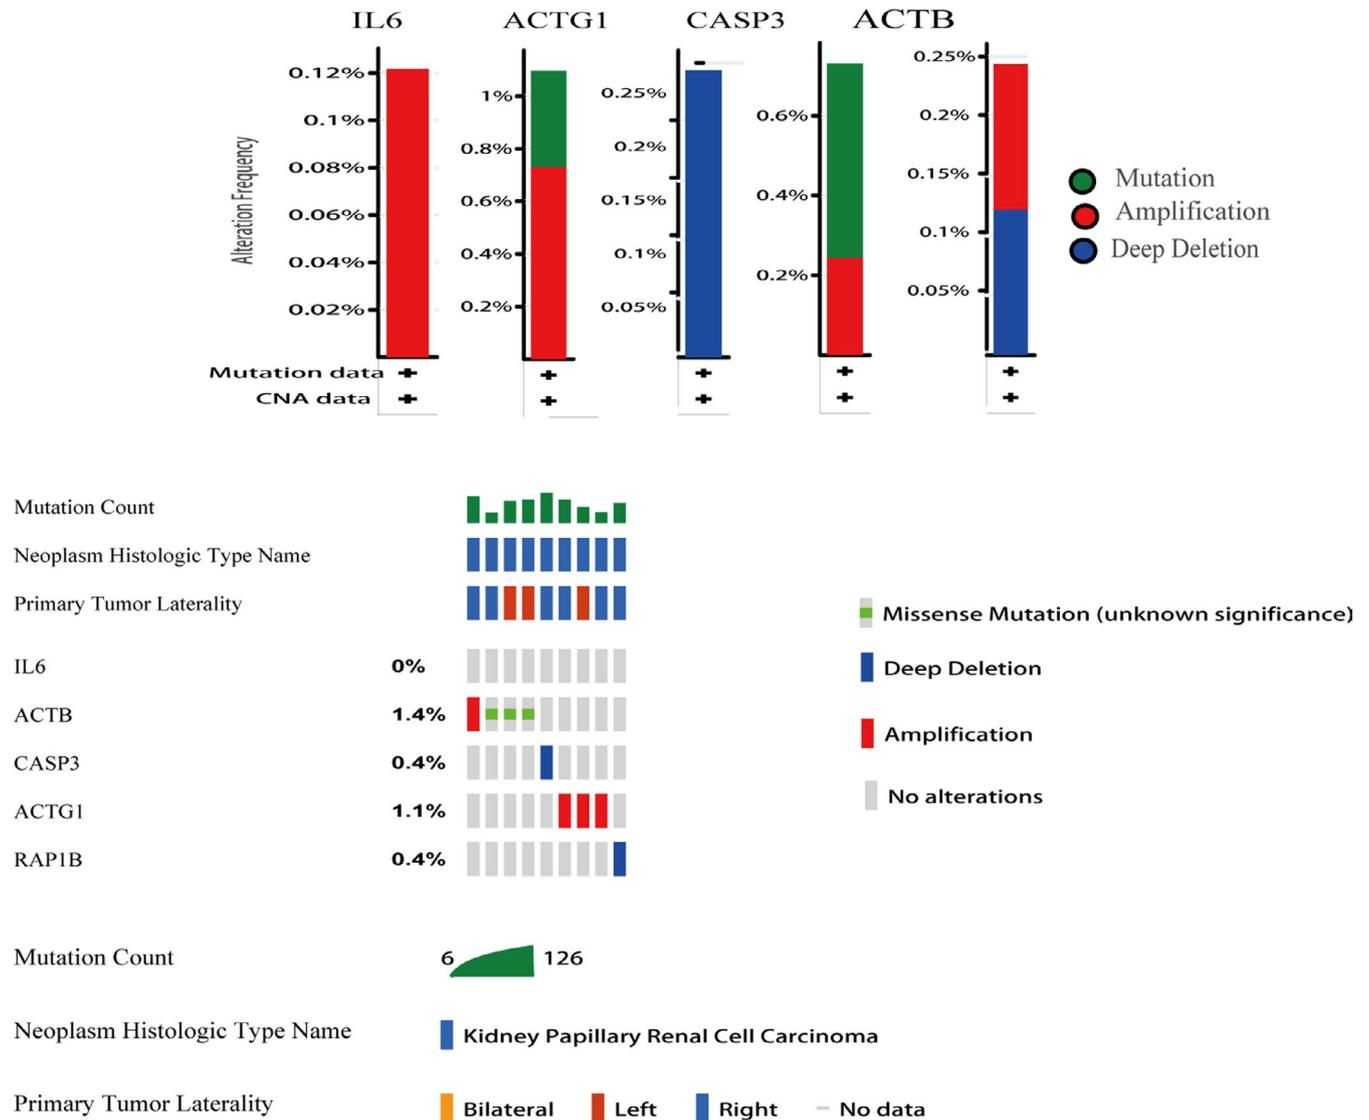 IL6 ACTG1 CASP3 ACTB
0.12% 1% 0.25% 0.6% 0.25%
0.1% 0.8% 0.2% 0.4% 0.2%
0.08% 0.6% 0.15% 0.2% 0.15%
0.06% 0.4% 0.1% 0.1%
0.04% 0.2% 0.05% 0.05%
0.02%
Alteration Frequency
Mutation
Amplification
Deep Deletion
Mutation data + + + + +
CNA data + + + + +
Mutation Count
Neoplasm Histologic Type Name
Primary Tumor Laterality
IL6 0%
ACTB 1.4%
CASP3 0.4%
ACTG1 1.1%
RAP1B 0.4%
Missense Mutation (unknown significance)
Deep Deletion
Amplification
No alterations
Mutation Count 6 126
Neoplasm Histologic Type Name Kidney Papillary Renal Cell Carcinoma
Primary Tumor Laterality Bilateral Left Right No data